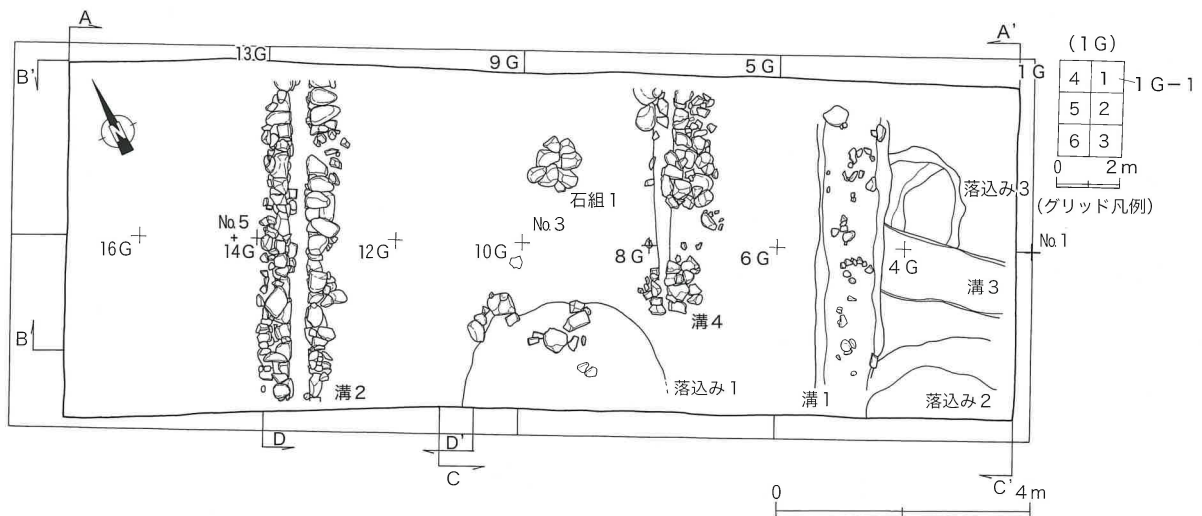 A
A'
13G
9G
5G
1G
B'
(1G)
4 1
1G-1
5 2
6 3
0 2m
(グリッド凡例)
N
石組1
落込み3
No.5
16G
14G
12G
No.3
10G
8G
6G
4G
No.1
溝3
溝4
B
溝2
落込み1
溝1
落込み2
D
D'
C
C'
0 4m